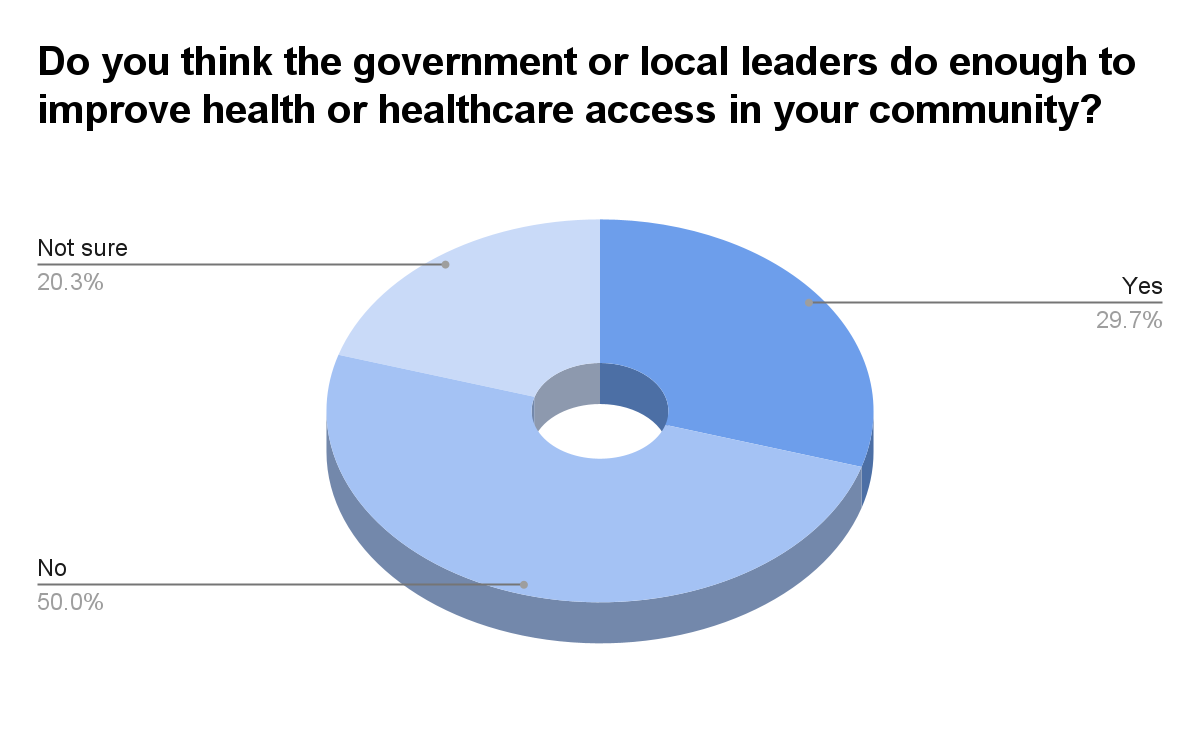 Do you think the government or local leaders do enough to
improve health or healthcare access in your community?
Not sure
20.3%
Yes
29.7%
No
50.0%